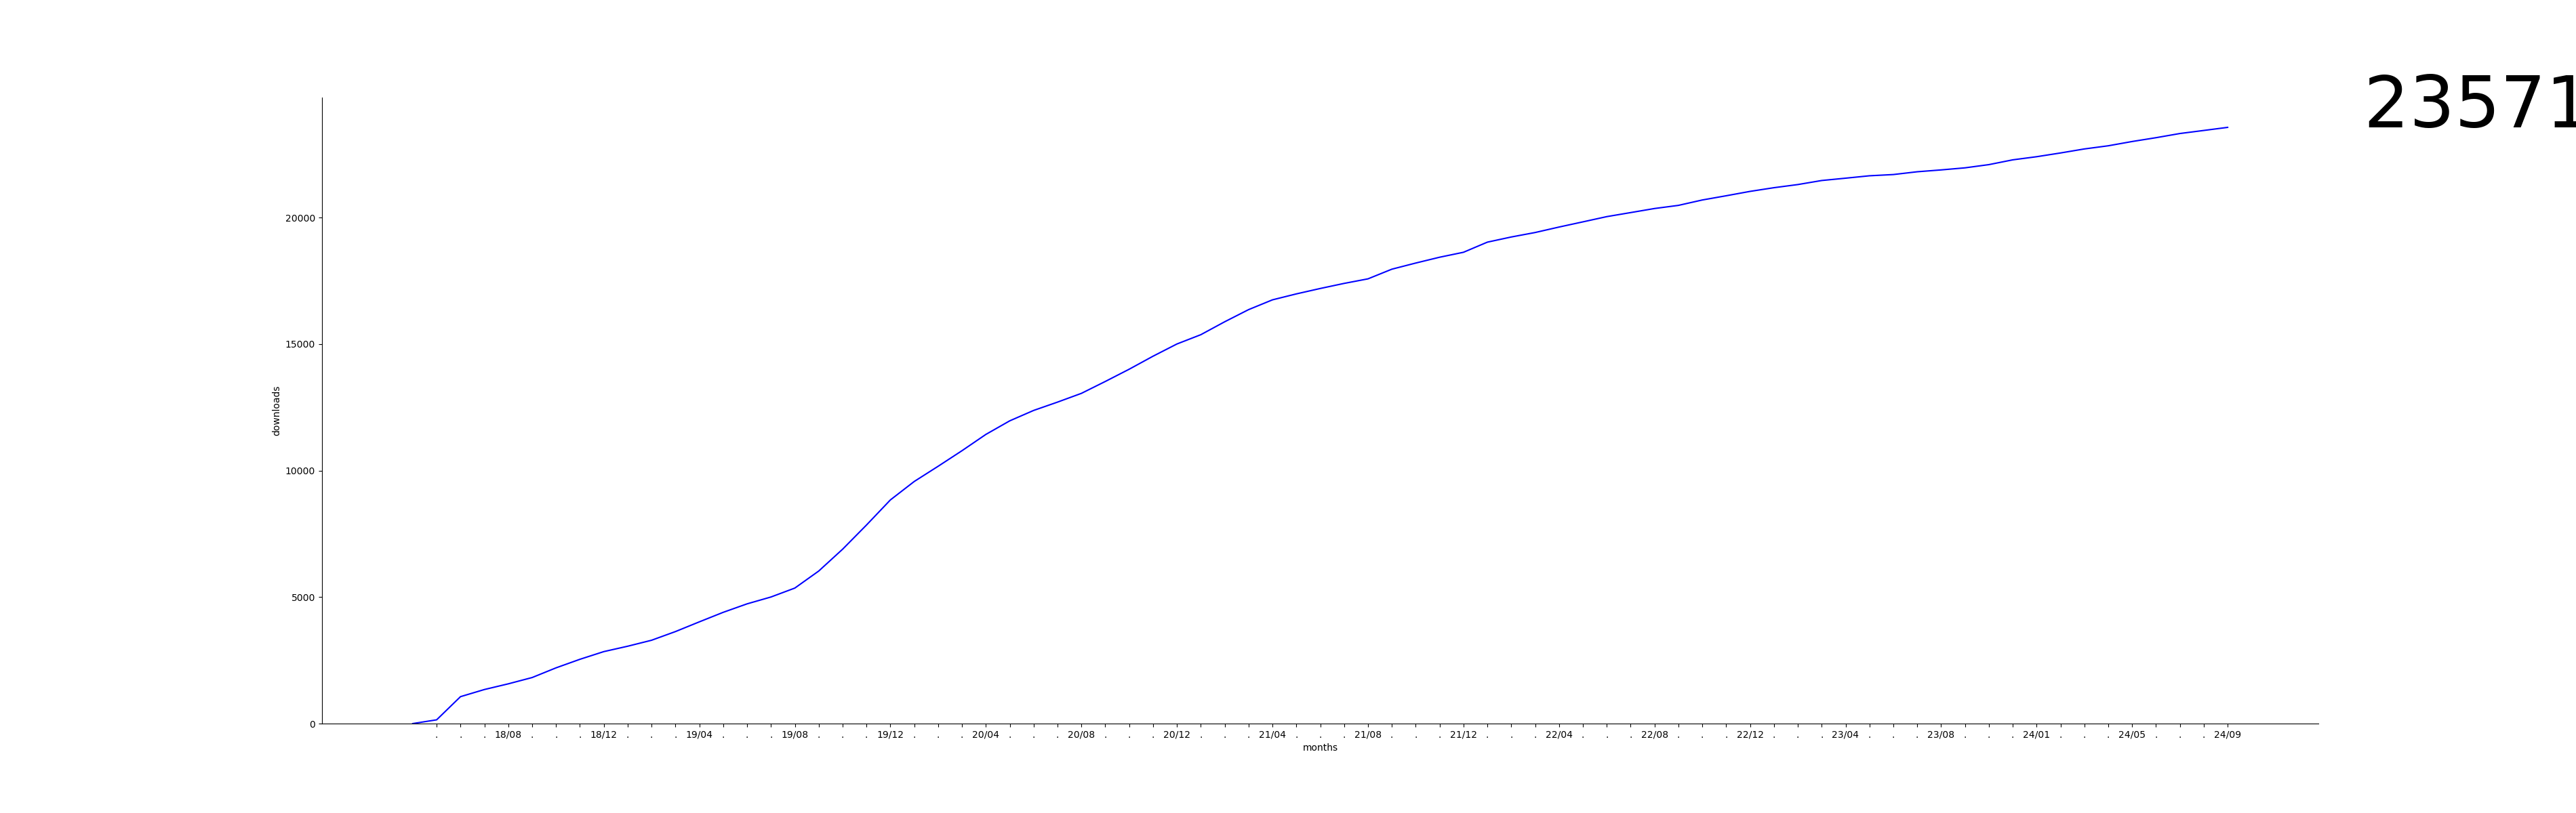 23571
20000
15000
10000
5000
0
downloads
. . . 18/08 . . . 18/12 . . . 19/04 . . . 19/08 . . . 19/12 . . . 20/04 . . . 20/08 . . . 20/12 . . . 21/04 . . . 21/08 . . . 21/12 . . . 22/04 . . . 22/08 . . . 22/12 . . . 23/04 . . . 23/08 . . . 24/01 . . . 24/05 . . . 24/09
months